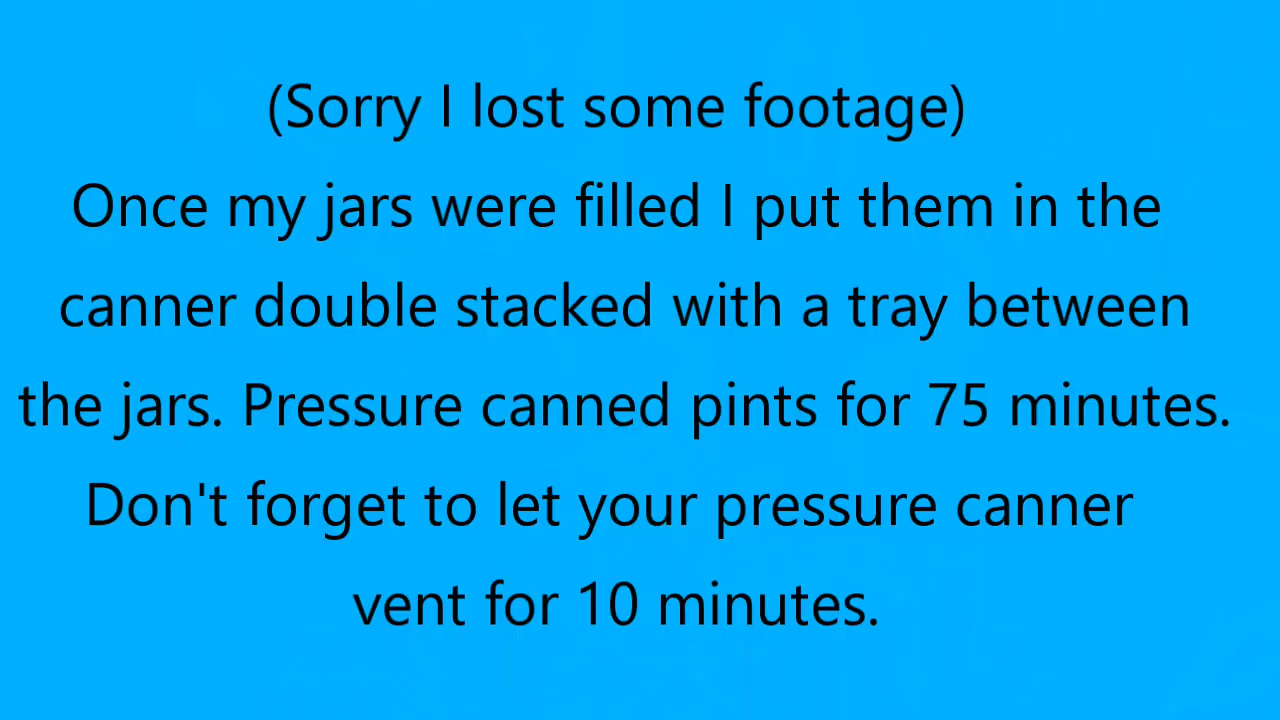 (Sorry I lost some footage)
Once my jars were filled I put them in the
canner double stacked with a tray between
the jars. Pressure canned pints for 75 minutes.
Don't forget to let your pressure canner
vent for 10 minutes.